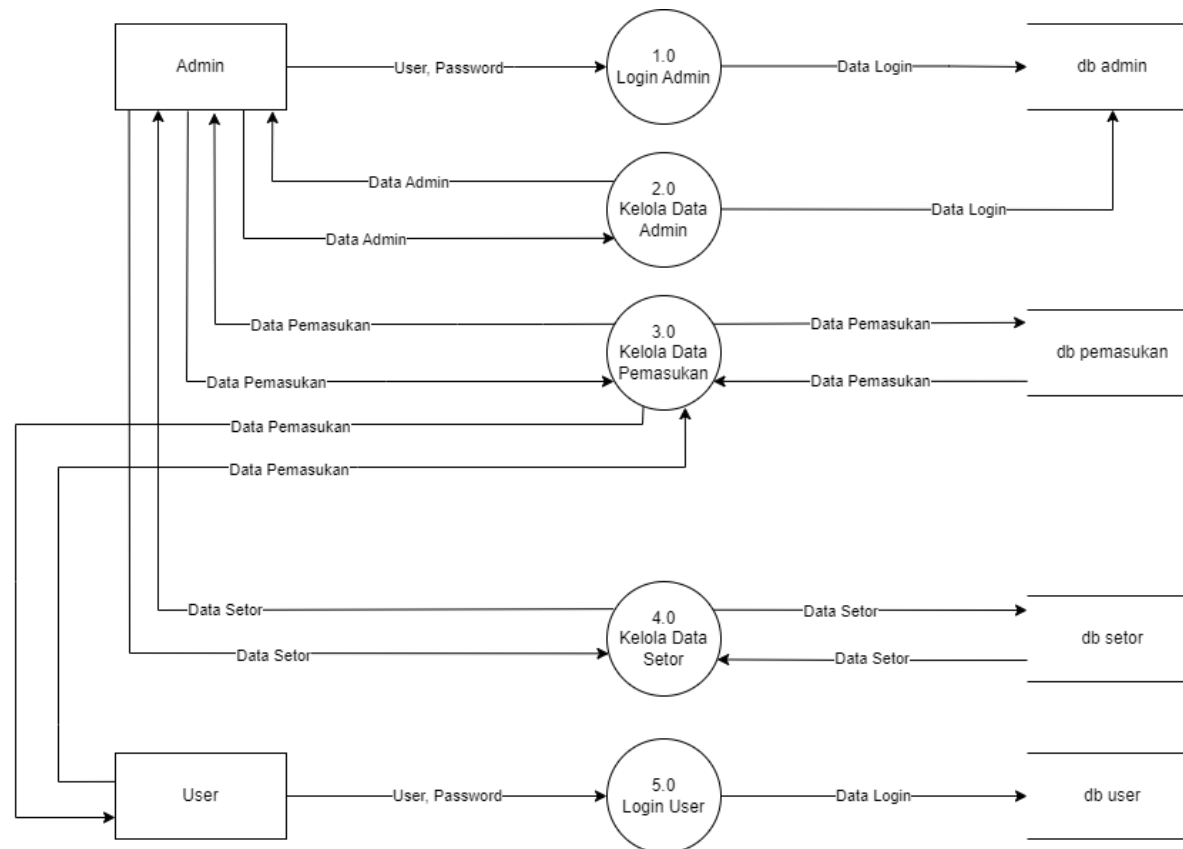 Admin
User, Password
1.0
Login Admin
Data Login
db admin
Data Admin
2.0
Kelola Data
Admin
Data Login
Data Admin
Data Pemasukan
3.0
Kelola Data
Pemasukan
Data Pemasukan
db pemasukan
Data Pemasukan
Data Pemasukan
Data Pemasukan
Data Pemasukan
Data Setor
4.0
Kelola Data
Setor
Data Setor
db setor
Data Setor
Data Setor
User
User, Password
5.0
Login User
Data Login
db user